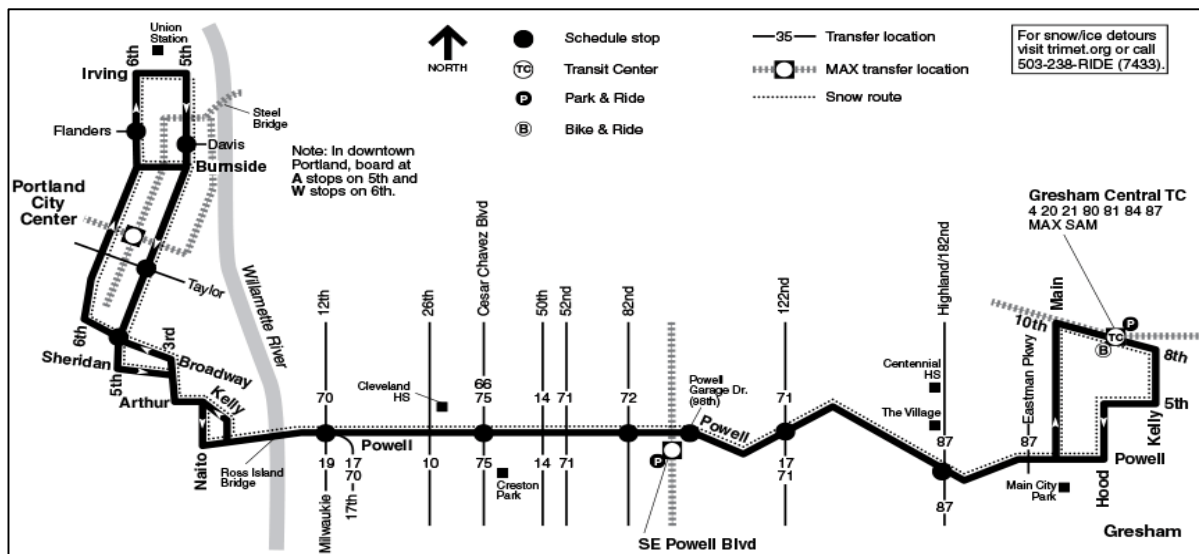 Union
Station
6th
5th
Irving
Flanders
Davis
Burnside
Steel
Bridge
Portland
City
Center
Taylor
6th
Sheridan
5th
3rd
Broadway
Arthur
Kelly
Naito
Willamette River
Ross Island
Bridge
NORTH
Schedule stop
TC
Transit Center
P
Park & Ride
B
Bike & Ride
35
Transfer location
MAX transfer location
Snow route
For snow/ice detours
visit trimet.org or call
503-238-RIDE (7433).
Note: In downtown
Portland, board at
A stops on 5th and
W stops on 6th.
12th
70
Powell
19
Milwaukie
17
70
17th
26th
Cleveland
HS
10
Cesar Chavez Blvd
66
75
75
Creston
Park
50th
14
14
52nd
71
71
82nd
72
P
SE Powell Blvd
Powell
Garage Dr.
(98th)
Powell
122nd
71
17
71
Highland/182nd
Centennial
HS
The Village
87
87
Eastman Pkwy
87
Main City
Park
Gresham Central TC
4 20 21 80 81 84 87
MAX SAM
Main
10th
P
TC
B
8th
5th
Kelly
Powell
Hood
Gresham